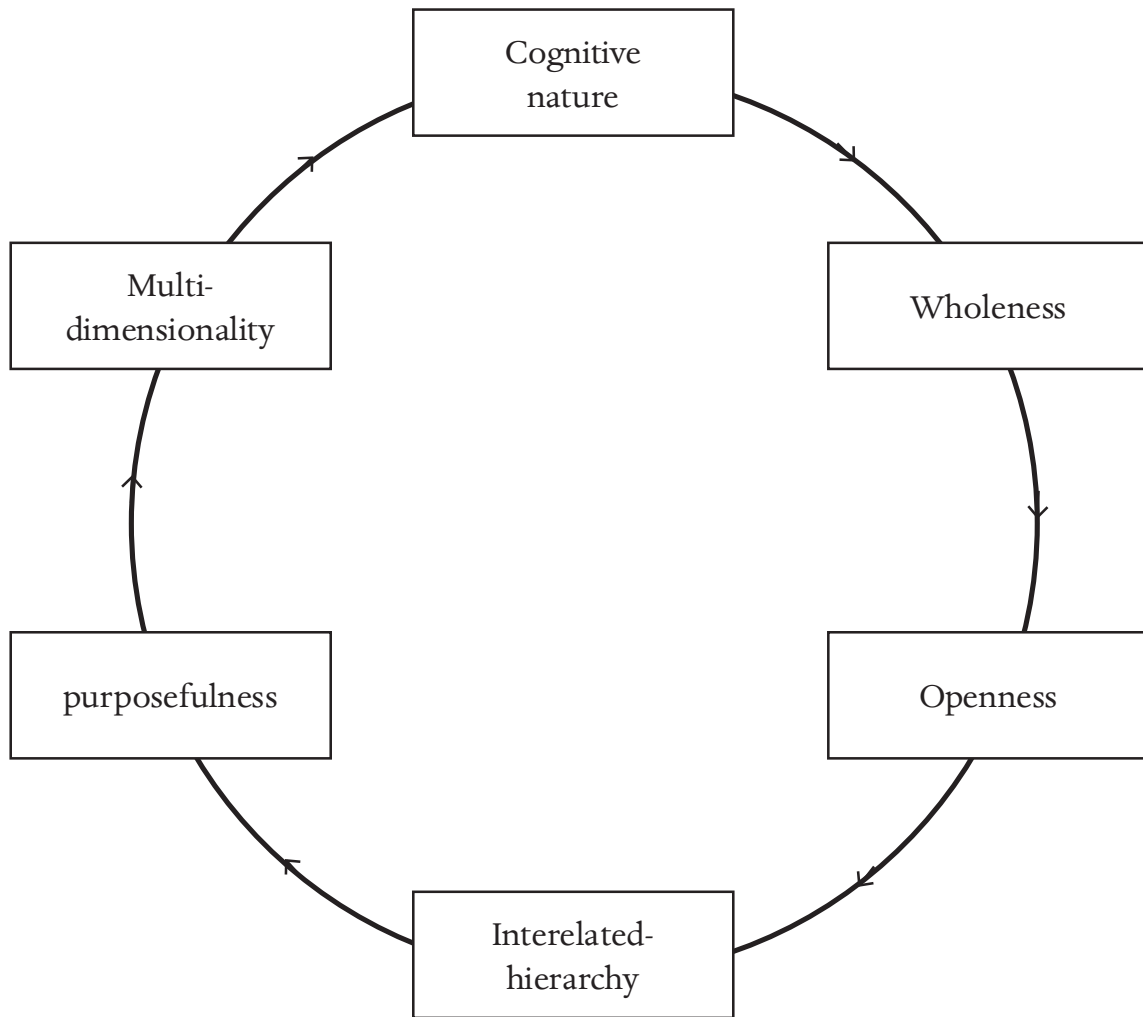 Cognitive
nature
Multi-
dimensionality
Wholeness
purposefulness
Openness
Interelated-
hierarchy